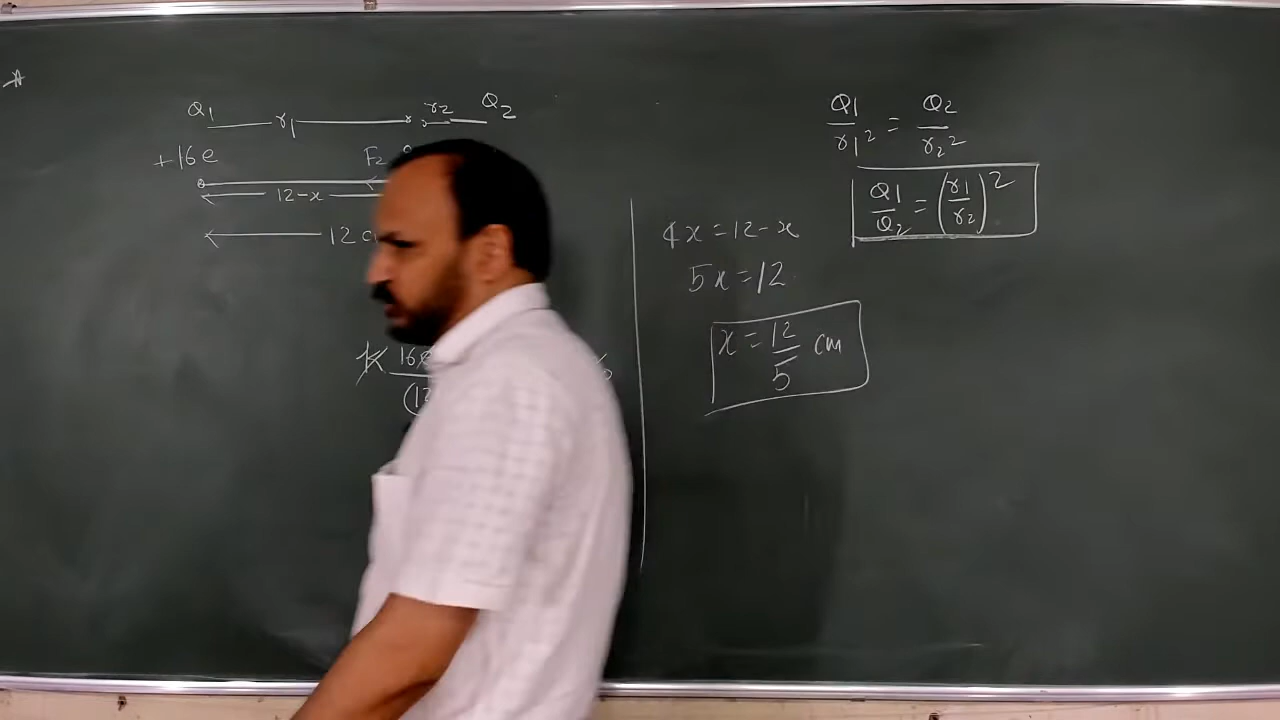 Q1 r1 r2 Q2
+16e F2
12-x
12 c
K 16e
(12
4x = 12-x
5x = 12
x = 12/5 cm
Q1/r1² = Q2/r2²
Q1/Q2 = (r1/r2)²